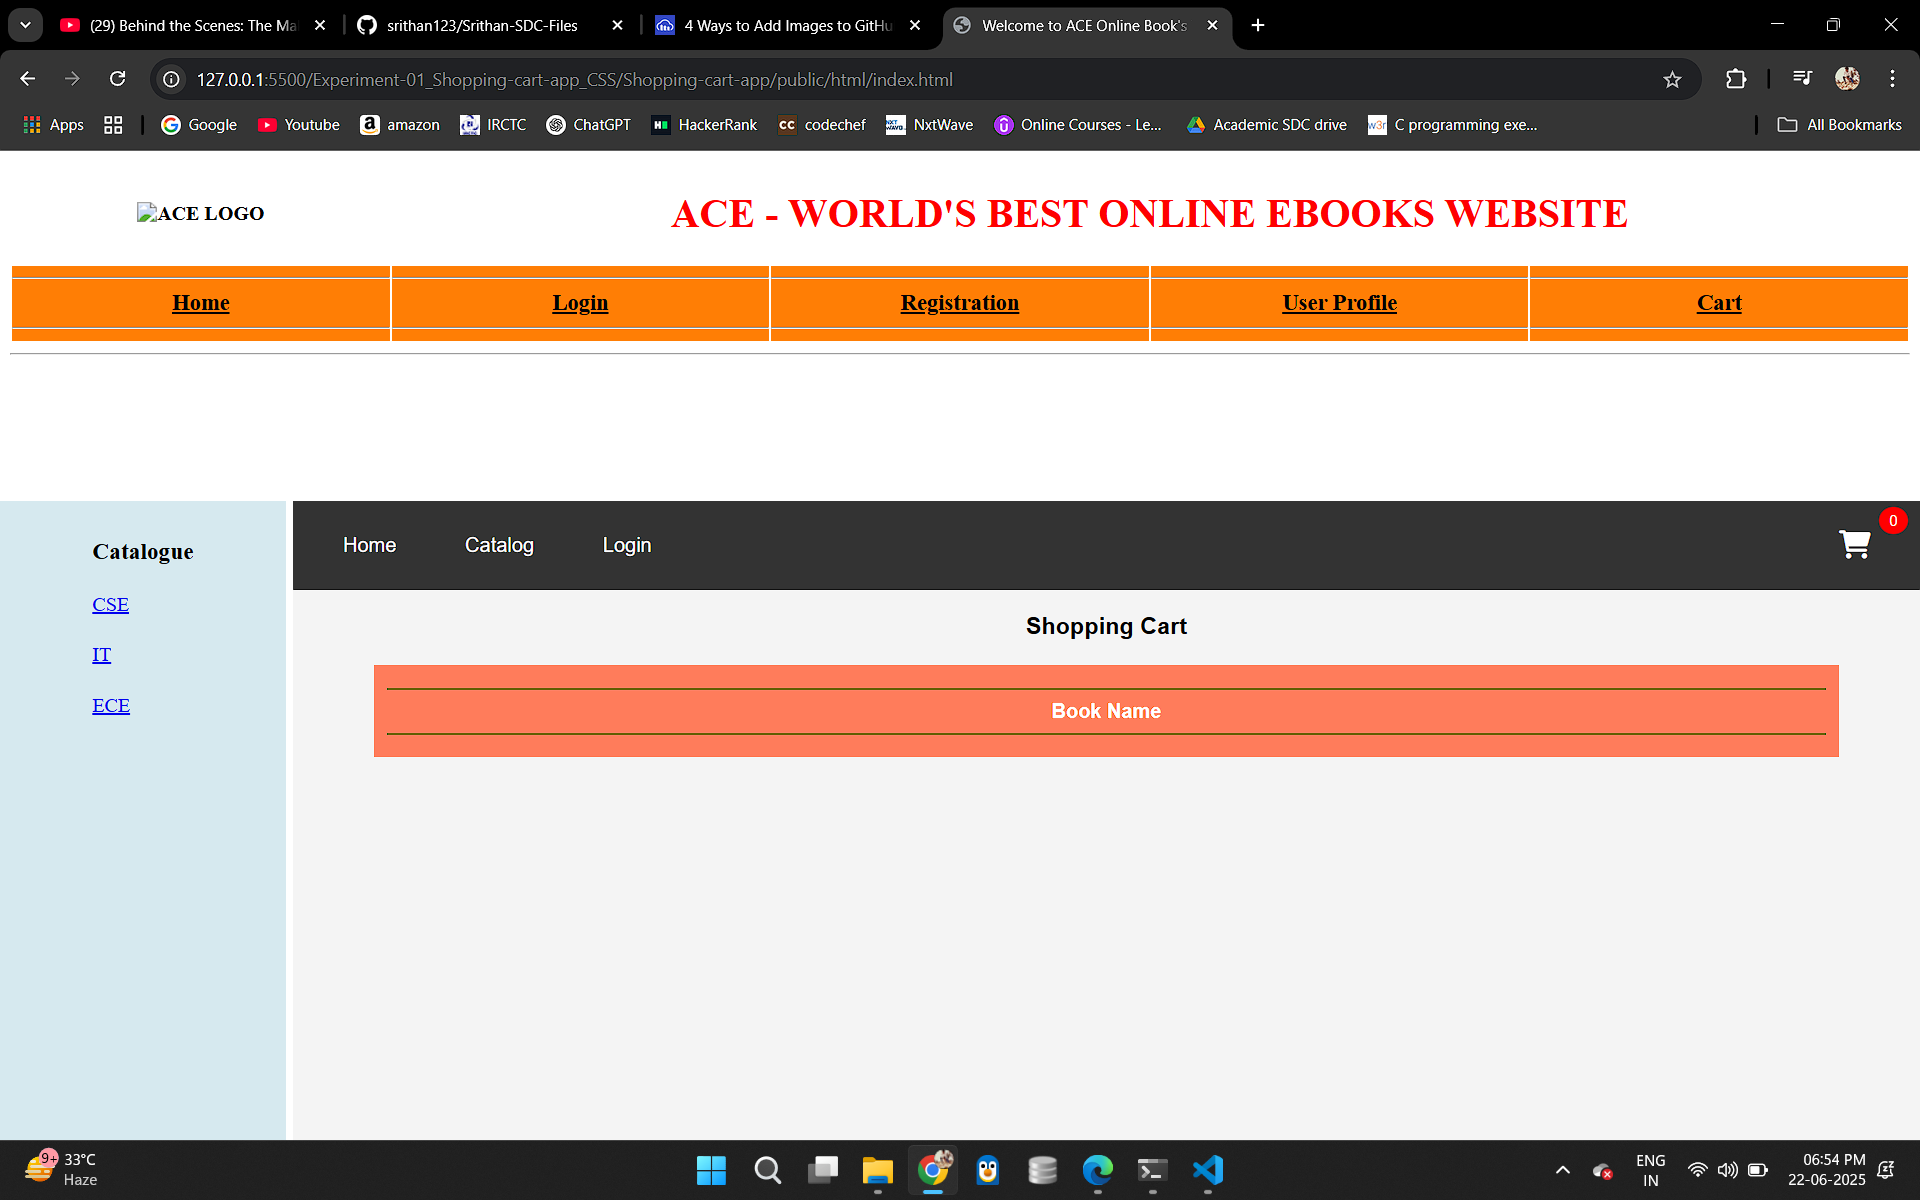 (29) Behind the Scenes: The Ma
srithan123/Srithan-SDC-Files
4 Ways to Add Images to GitHu
Welcome to ACE Online Book's
127.0.0.1:5500/Experiment-01_Shopping-cart-app_CSS/Shopping-cart-app/public/html/index.html
Apps Google Youtube amazon IRCTC ChatGPT HackerRank codechef NxtWave Online Courses - Le... Academic SDC drive C programming exe... All Bookmarks
ACE LOGO
ACE - WORLD'S BEST ONLINE EBOOKS WEBSITE
Home Login Registration User Profile Cart
Catalogue
CSE
IT
ECE
Home Catalog Login 0
Shopping Cart
Book Name
9+
33°C
Haze
ENG
IN
06:54 PM
22-06-2025